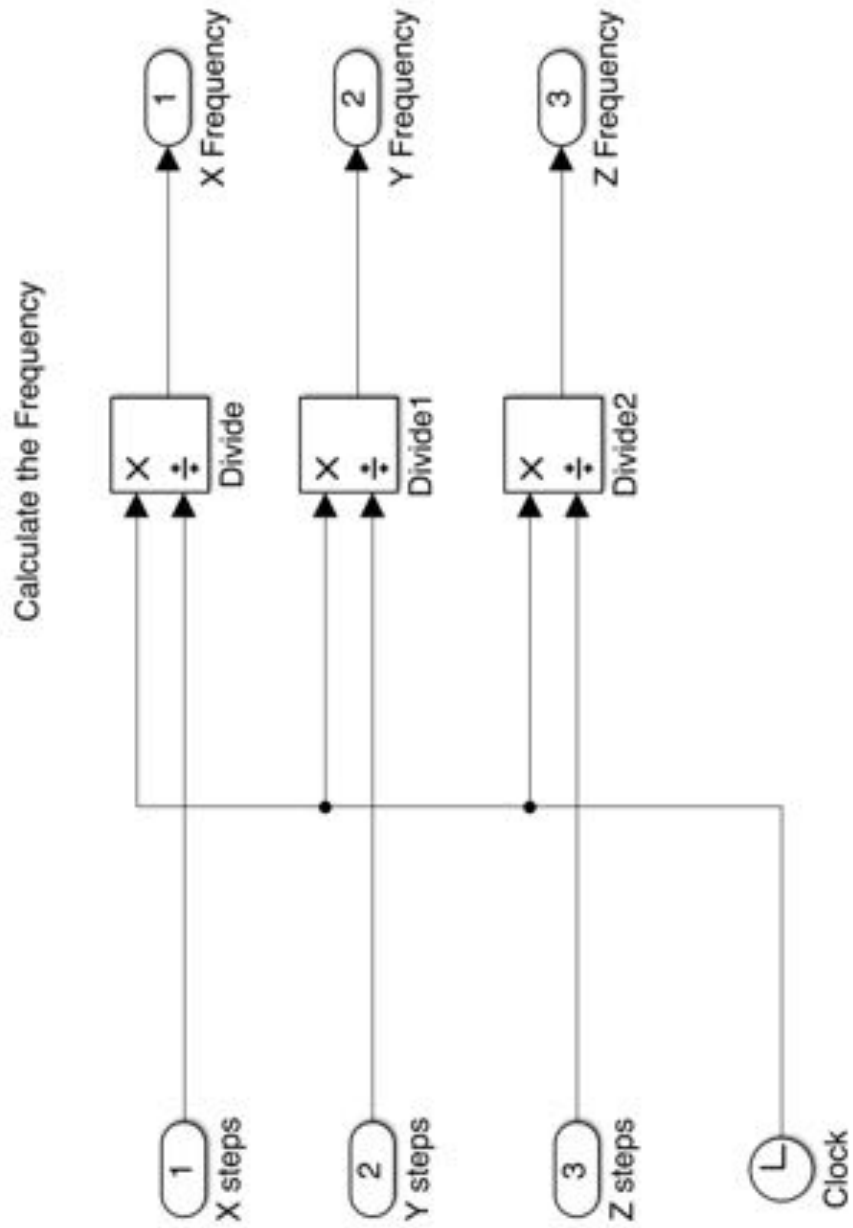 Calculate the Frequency
1
X steps
×
÷
Divide
1
X Frequency
2
Y steps
×
÷
Divide1
2
Y Frequency
3
Z steps
×
÷
Divide2
3
Z Frequency
Clock